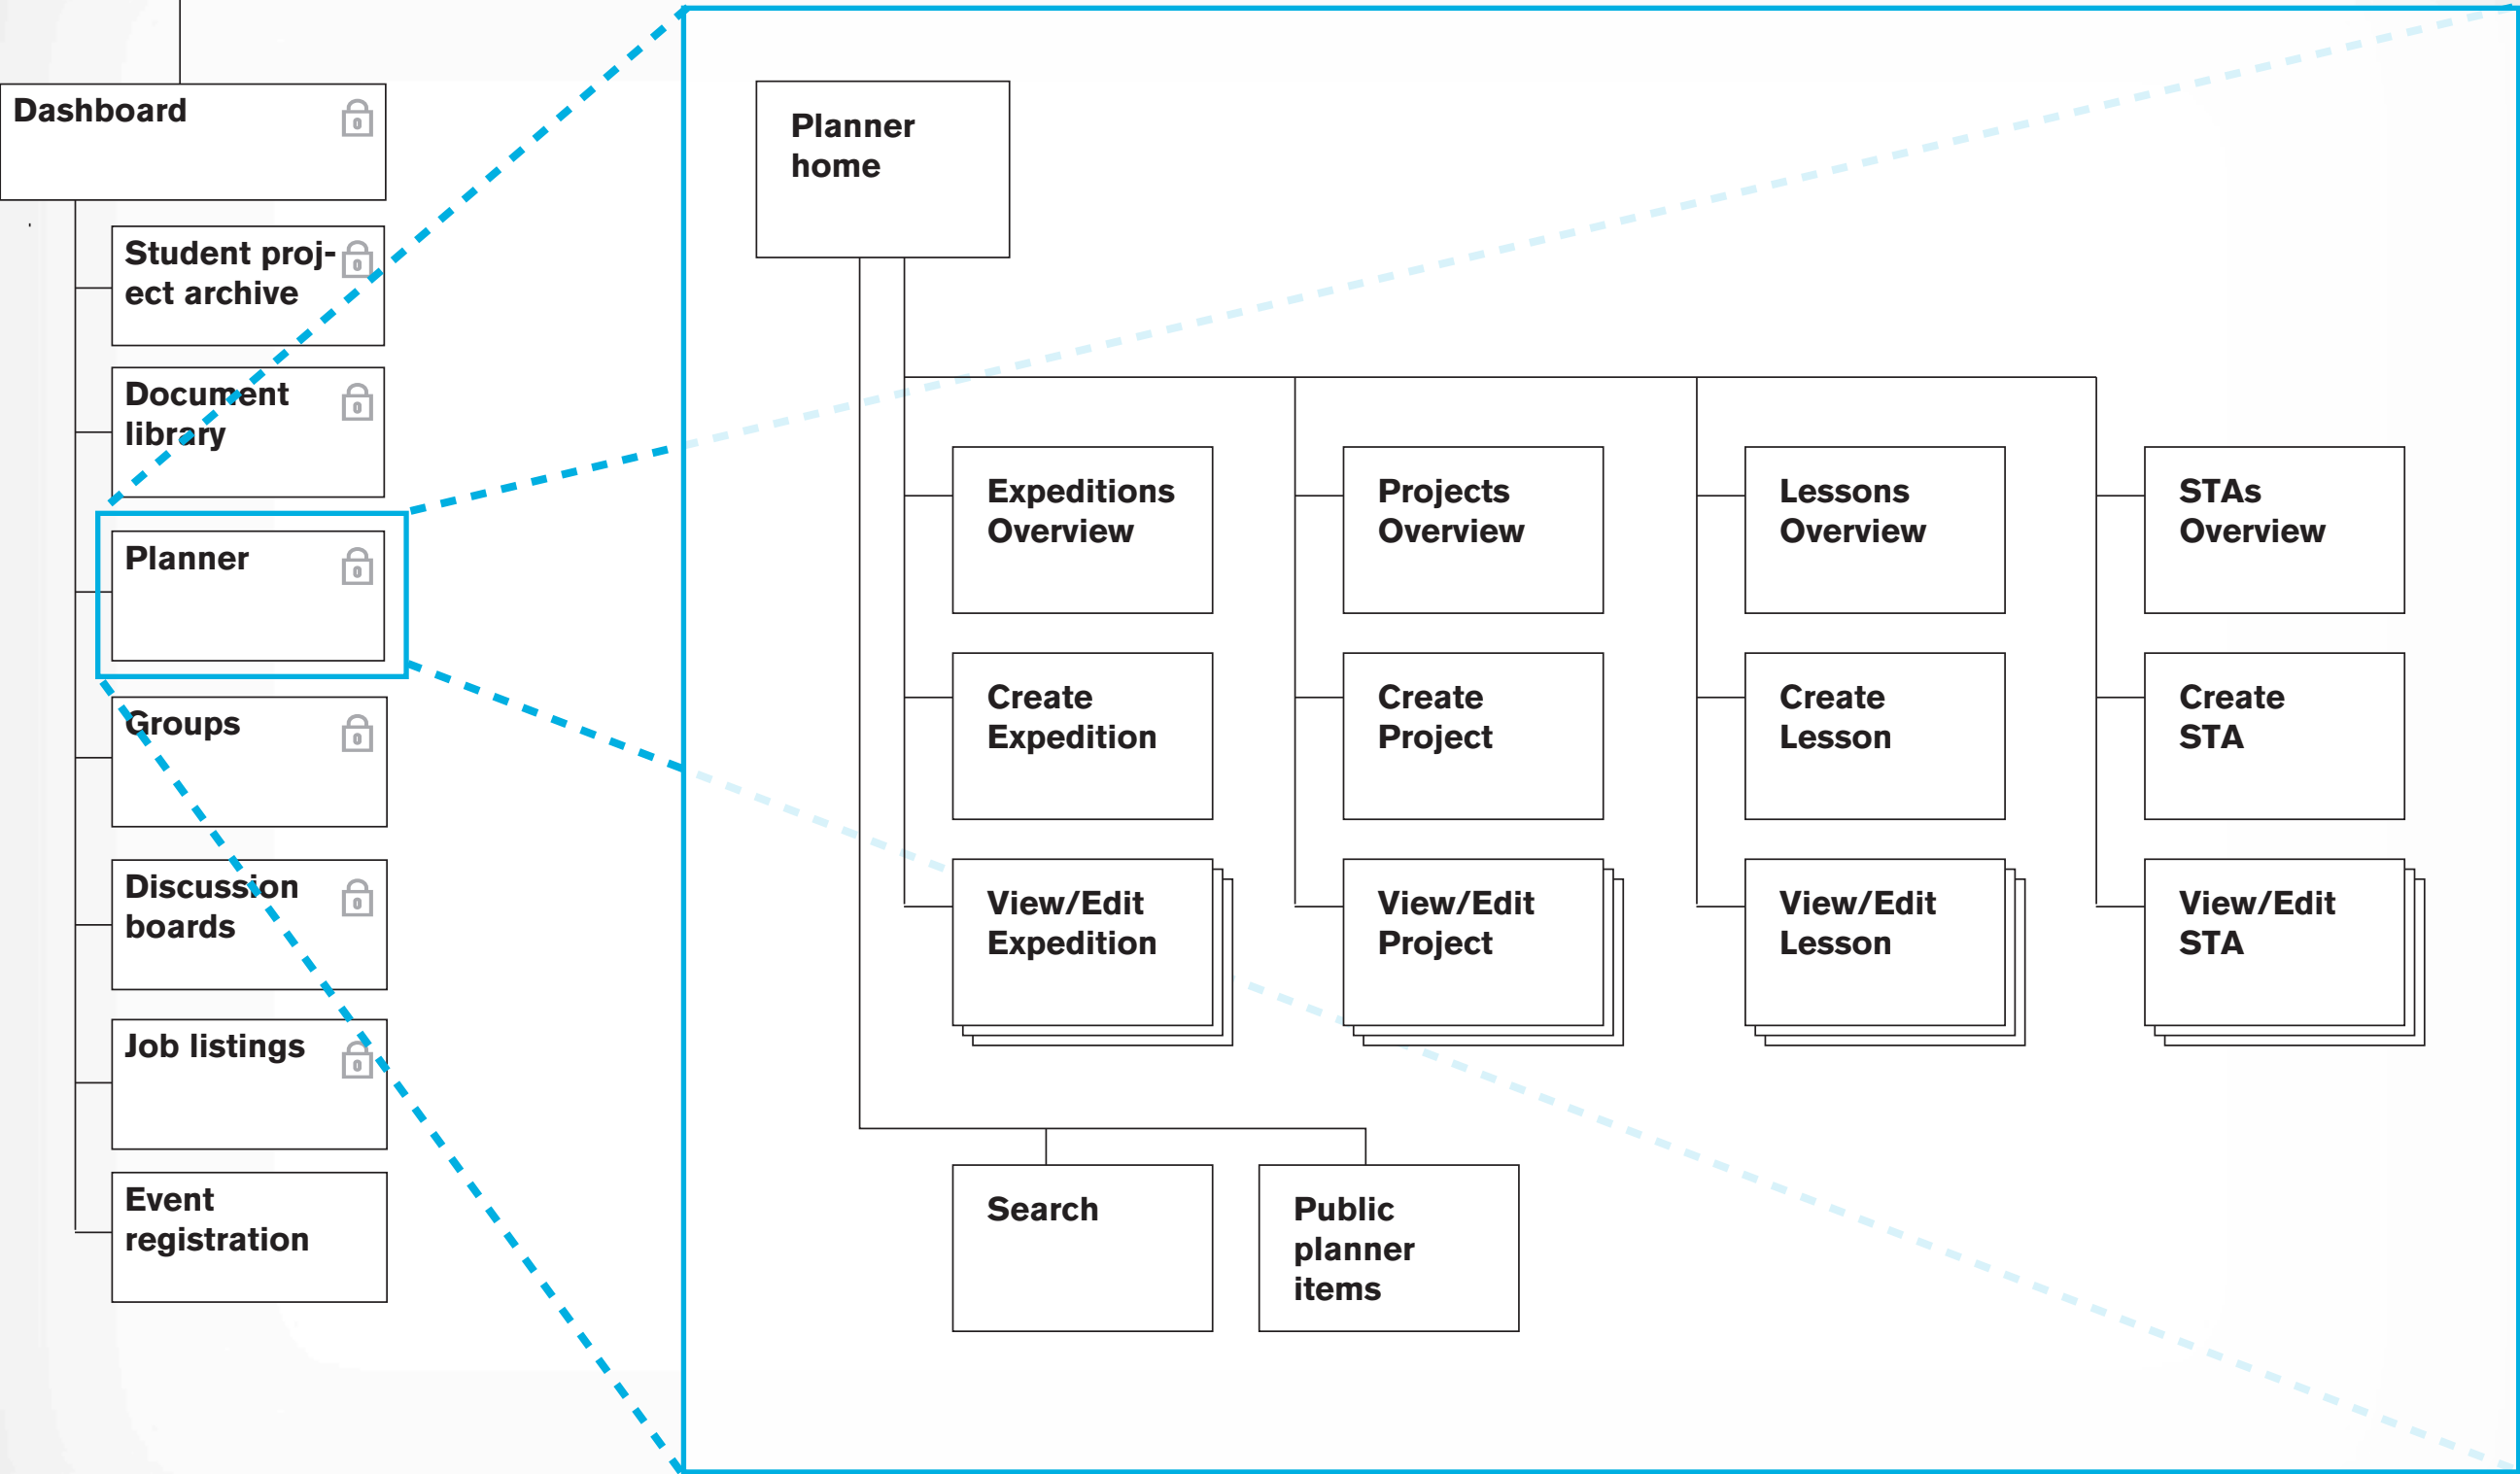 Dashboard
Student proj-
ect archive
Document
library
Planner
Groups
Discussion
boards
Job listings
Event
registration
Planner
home
Expeditions
Overview
Projects
Overview
Lessons
Overview
STAs
Overview
Create
Expedition
Create
Project
Create
Lesson
Create
STA
View/Edit
Expedition
View/Edit
Project
View/Edit
Lesson
View/Edit
STA
Search
Public
planner
items